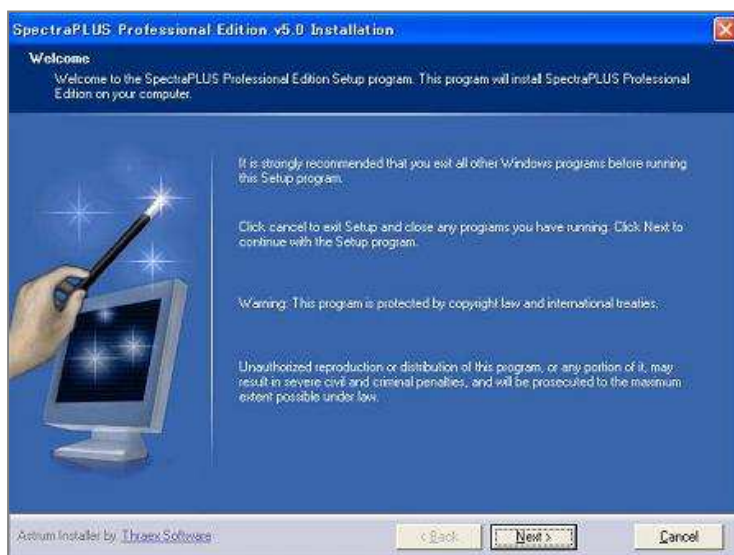 SpectraPLUS Professional Edition v5.0 Installation
Welcome
Welcome to the SpectraPLUS Professional Edition Setup program. This program will install SpectraPLUS Professional
Edition on your computer.
It is strongly recommended that you exit all other Windows programs before running
this Setup program.
Click cancel to exit Setup and close any programs you have running. Click Next to
continue with the Setup program.
Warning: This program is protected by copyright law and international treaties.
Unauthorized reproduction or distribution of this program, or any portion of it, may
result in severe civil and criminal penalties, and will be prosecuted to the maximum
extent possible under law.
Astrum Installer by Thraex Software
< Back
Next >
Cancel